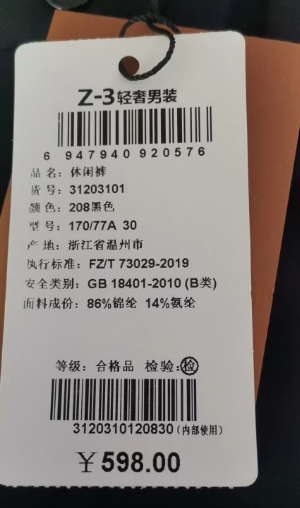 Z-3轻奢男装
6 947940 920576
品名：休闲裤
货号：31203101
颜色：208黑色
型号：170/77A 30
产地：浙江省温州市
执行标准：FZ/T 73029-2019
安全类别：GB 18401-2010 (B类)
面料成份：86%锦纶 14%氨纶
等级：合格品 检验：检
3120310120830 (内部使用)
￥598.00